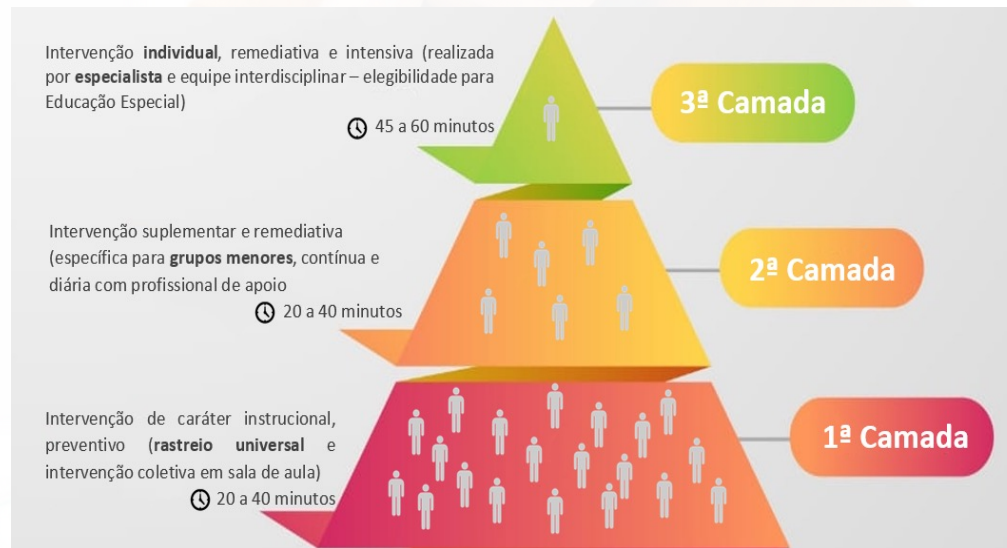 Intervenção individual, remediativa e intensiva (realizada
por especialista e equipe interdisciplinar – elegibilidade para
Educação Especial)
45 a 60 minutos
3ª Camada
Intervenção suplementar e remediativa
(específica para grupos menores, contínua e
diária com profissional de apoio
20 a 40 minutos
2ª Camada
Intervenção de caráter instrucional,
preventivo (rastreio universal e
intervenção coletiva em sala de aula)
20 a 40 minutos
1ª Camada